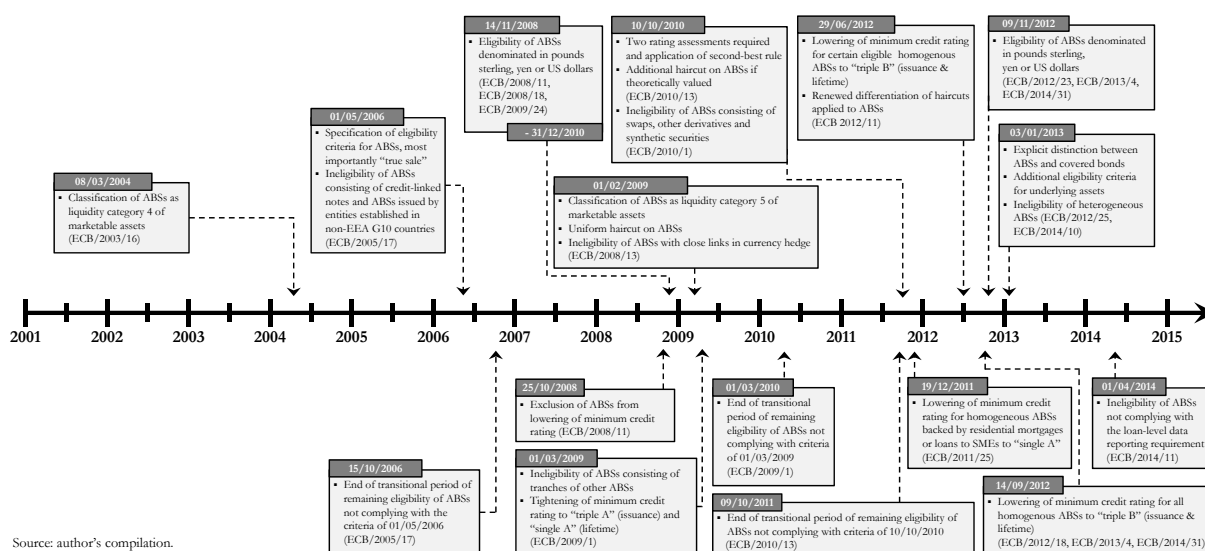 14/11/2008
▪ Eligibility of ABSs
denominated in pounds
sterling, yen or US dollars
(ECB/2008/11,
ECB/2008/18,
ECB/2009/24)
- 31/12/2010
10/10/2010
▪ Two rating assessments required
and application of second-best rule
▪ Additional haircut on ABSs if
theoretically valued
(ECB/2010/13)
▪ Ineligibility of ABSs consisting of
swaps, other derivatives and
synthetic securities
(ECB/2010/1)
29/06/2012
▪ Lowering of minimum credit rating
for certain eligible homogenous
ABSs to “triple B” (issuance &
lifetime)
▪ Renewed differentiation of haircuts
applied to ABSs
(ECB 2012/11)
09/11/2012
▪ Eligibility of ABSs denominated
in pounds sterling,
yen or US dollars
(ECB/2012/23, ECB/2013/4,
ECB/2014/31)
01/05/2006
▪ Specification of eligibility
criteria for ABSs, most
importantly “true sale”
▪ Ineligibility of ABSs
consisting of credit-linked
notes and ABSs issued by
entities established in
non-EEA G10 countries
(ECB/2005/17)
03/01/2013
▪ Explicit distinction between
ABSs and covered bonds
▪ Additional eligibility criteria
for underlying assets
▪ Ineligibility of heterogeneous
ABSs (ECB/2012/25,
ECB/2014/10)
08/03/2004
▪ Classification of ABSs as
liquidity category 4 of
marketable assets
(ECB/2003/16)
01/02/2009
▪ Classification of ABSs as liquidity category 5 of
marketable assets
▪ Uniform haircut on ABSs
▪ Ineligibility of ABSs with close links in currency hedge
(ECB/2008/13)
2001 2002 2003 2004 2005 2006 2007 2008 2009 2010 2011 2012 2013 2014 2015
25/10/2008
▪ Exclusion of ABSs from
lowering of minimum credit
rating (ECB/2008/11)
01/03/2010
▪ End of transitional
period of remaining
eligibility of ABSs not
complying with criteria
of 01/03/2009
(ECB/2009/1)
19/12/2011
▪ Lowering of minimum credit
rating for homogeneous ABSs
backed by residential mortgages
or loans to SMEs to “single A”
(ECB/2011/25)
01/04/2014
▪ Ineligibility of ABSs
not complying with
the loan-level data
reporting requirement
(ECB/2014/11)
15/10/2006
▪ End of transitional period of
remaining eligibility of ABSs
not complying with the
criteria of 01/05/2006
(ECB/2005/17)
01/03/2009
▪ Ineligibility of ABSs consisting of
tranches of other ABSs
▪ Tightening of minimum credit
rating to “triple A” (issuance) and
“single A” (lifetime)
(ECB/2009/1)
09/10/2011
▪ End of transitional period of remaining eligibility of
ABSs not complying with criteria of 10/10/2010
(ECB/2010/13)
14/09/2012
▪ Lowering of minimum credit rating for all
homogenous ABSs to “triple B” (issuance &
lifetime)
(ECB/2012/18, ECB/2013/4, ECB/2014/31)
Source: author’s compilation.